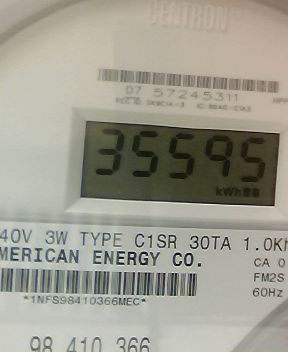 CENTRON
07 57245311
35595
kWh
40V 3W TYPE C1SR 30TA 1.0Kh
MERICAN ENERGY CO.
CA 0
FM2S
60Hz
*1NFS98410366MEC*
98 410 366